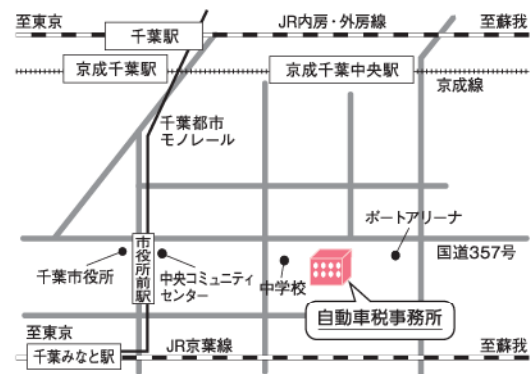 至東京
千葉駅
JR内房・外房線
至蘇我
京成千葉駅
京成千葉中央駅
京成線
千葉都市
モノレール
ポートアリーナ
市役所前駅
国道357号
千葉市役所
中央コミュニティ
センター
中学校
自動車税事務所
至東京
千葉みなと駅
JR京葉線
至蘇我